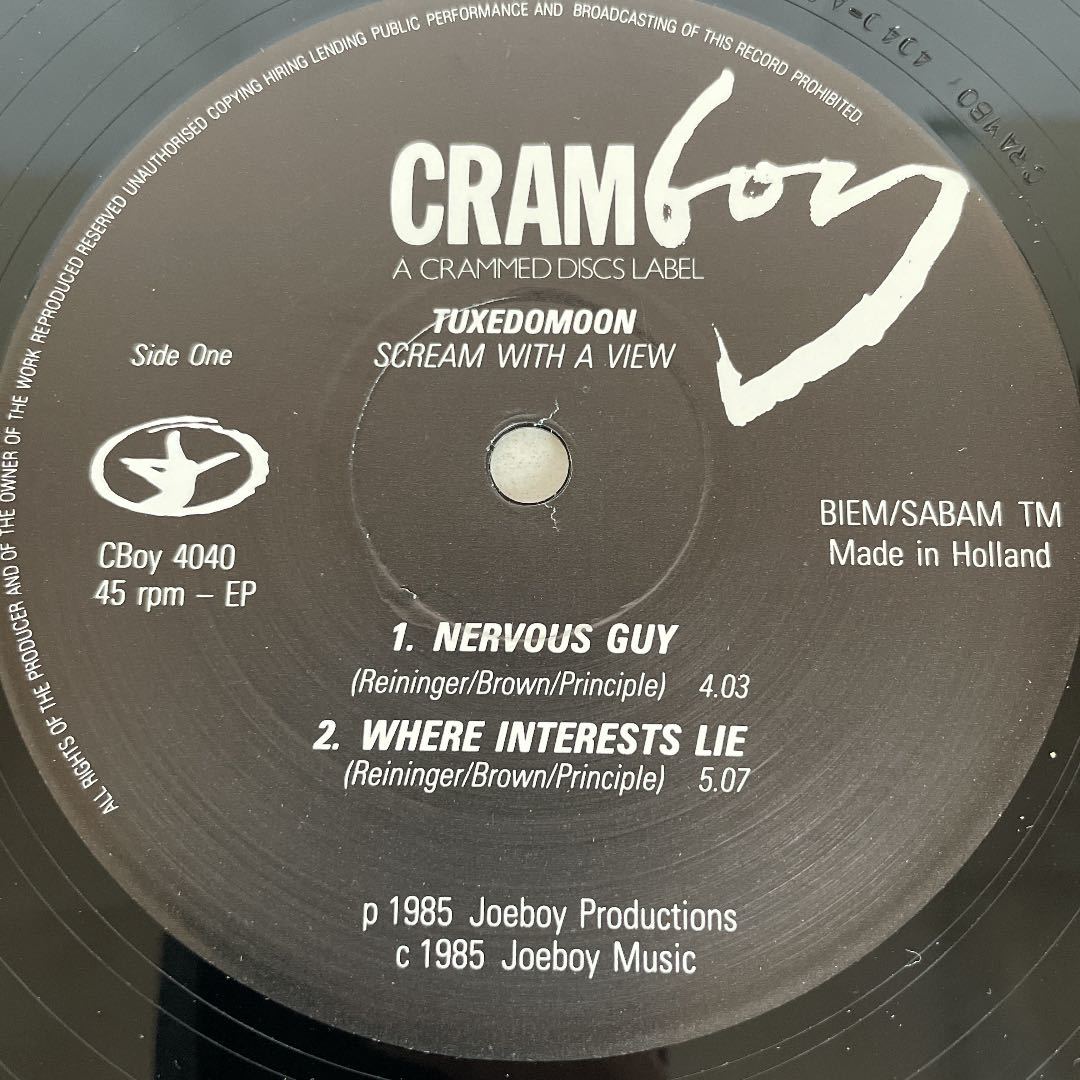 ALL RIGHTS OF THE PRODUCER AND OF THE OWNER OF THE WORK REPRODUCED RESERVED UNAUTHORISED COPYING HIRING LENDING PUBLIC PERFORMANCE AND BROADCASTING OF THIS RECORD PROHIBITED.
CRAMboy
A CRAMMED DISCS LABEL
TUXEDOMOON
SCREAM WITH A VIEW
Side One
CBoy 4040
45 rpm – EP
BIEM/SABAM TM
Made in Holland
1. NERVOUS GUY
(Reininger/Brown/Principle) 4.03
2. WHERE INTERESTS LIE
(Reininger/Brown/Principle) 5.07
p 1985 Joeboy Productions
c 1985 Joeboy Music